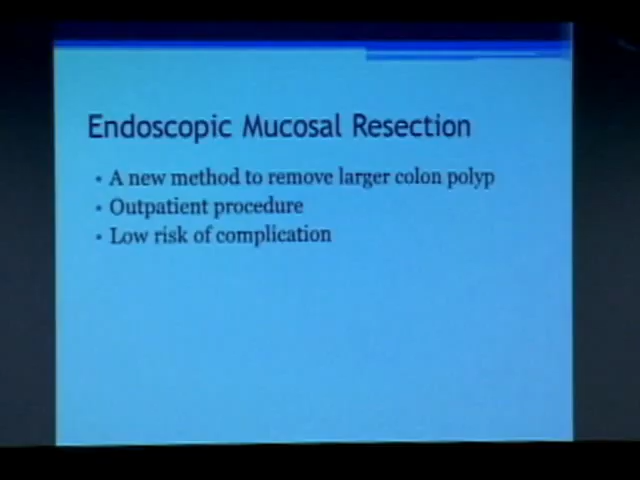 Endoscopic Mucosal Resection
• A new method to remove larger colon polyp
• Outpatient procedure
• Low risk of complication